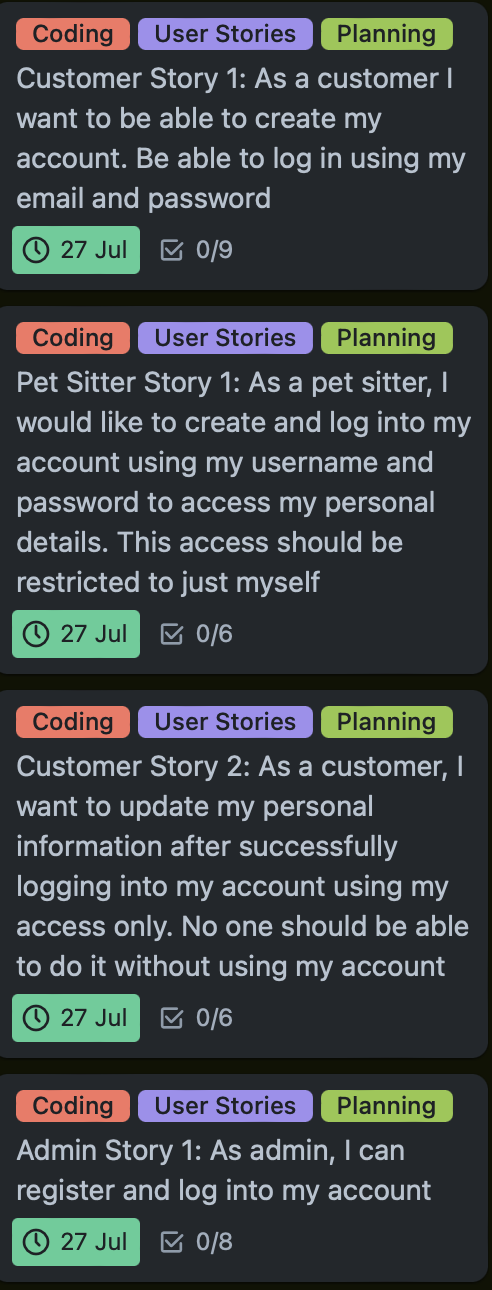 Coding User Stories Planning
Customer Story 1: As a customer I
want to be able to create my
account. Be able to log in using my
email and password
27 Jul 0/9
Coding User Stories Planning
Pet Sitter Story 1: As a pet sitter, I
would like to create and log into my
account using my username and
password to access my personal
details. This access should be
restricted to just myself
27 Jul 0/6
Coding User Stories Planning
Customer Story 2: As a customer, I
want to update my personal
information after successfully
logging into my account using my
access only. No one should be able
to do it without using my account
27 Jul 0/6
Coding User Stories Planning
Admin Story 1: As admin, I can
register and log into my account
27 Jul 0/8